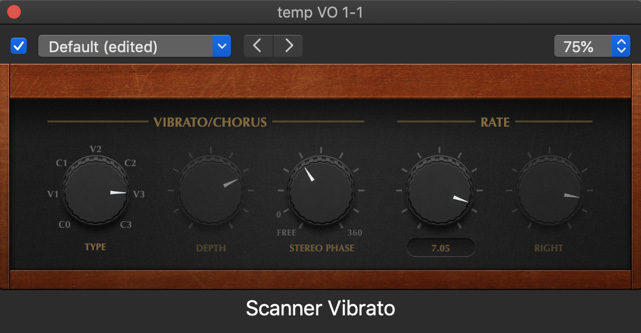 temp VO 1-1
Default (edited)
75%
VIBRATO/CHORUS
RATE
V2
C1
C2
V1
V3
C0
C3
0
FREE
360
TYPE
DEPTH
STEREO PHASE
7.05
RIGHT
Scanner Vibrato